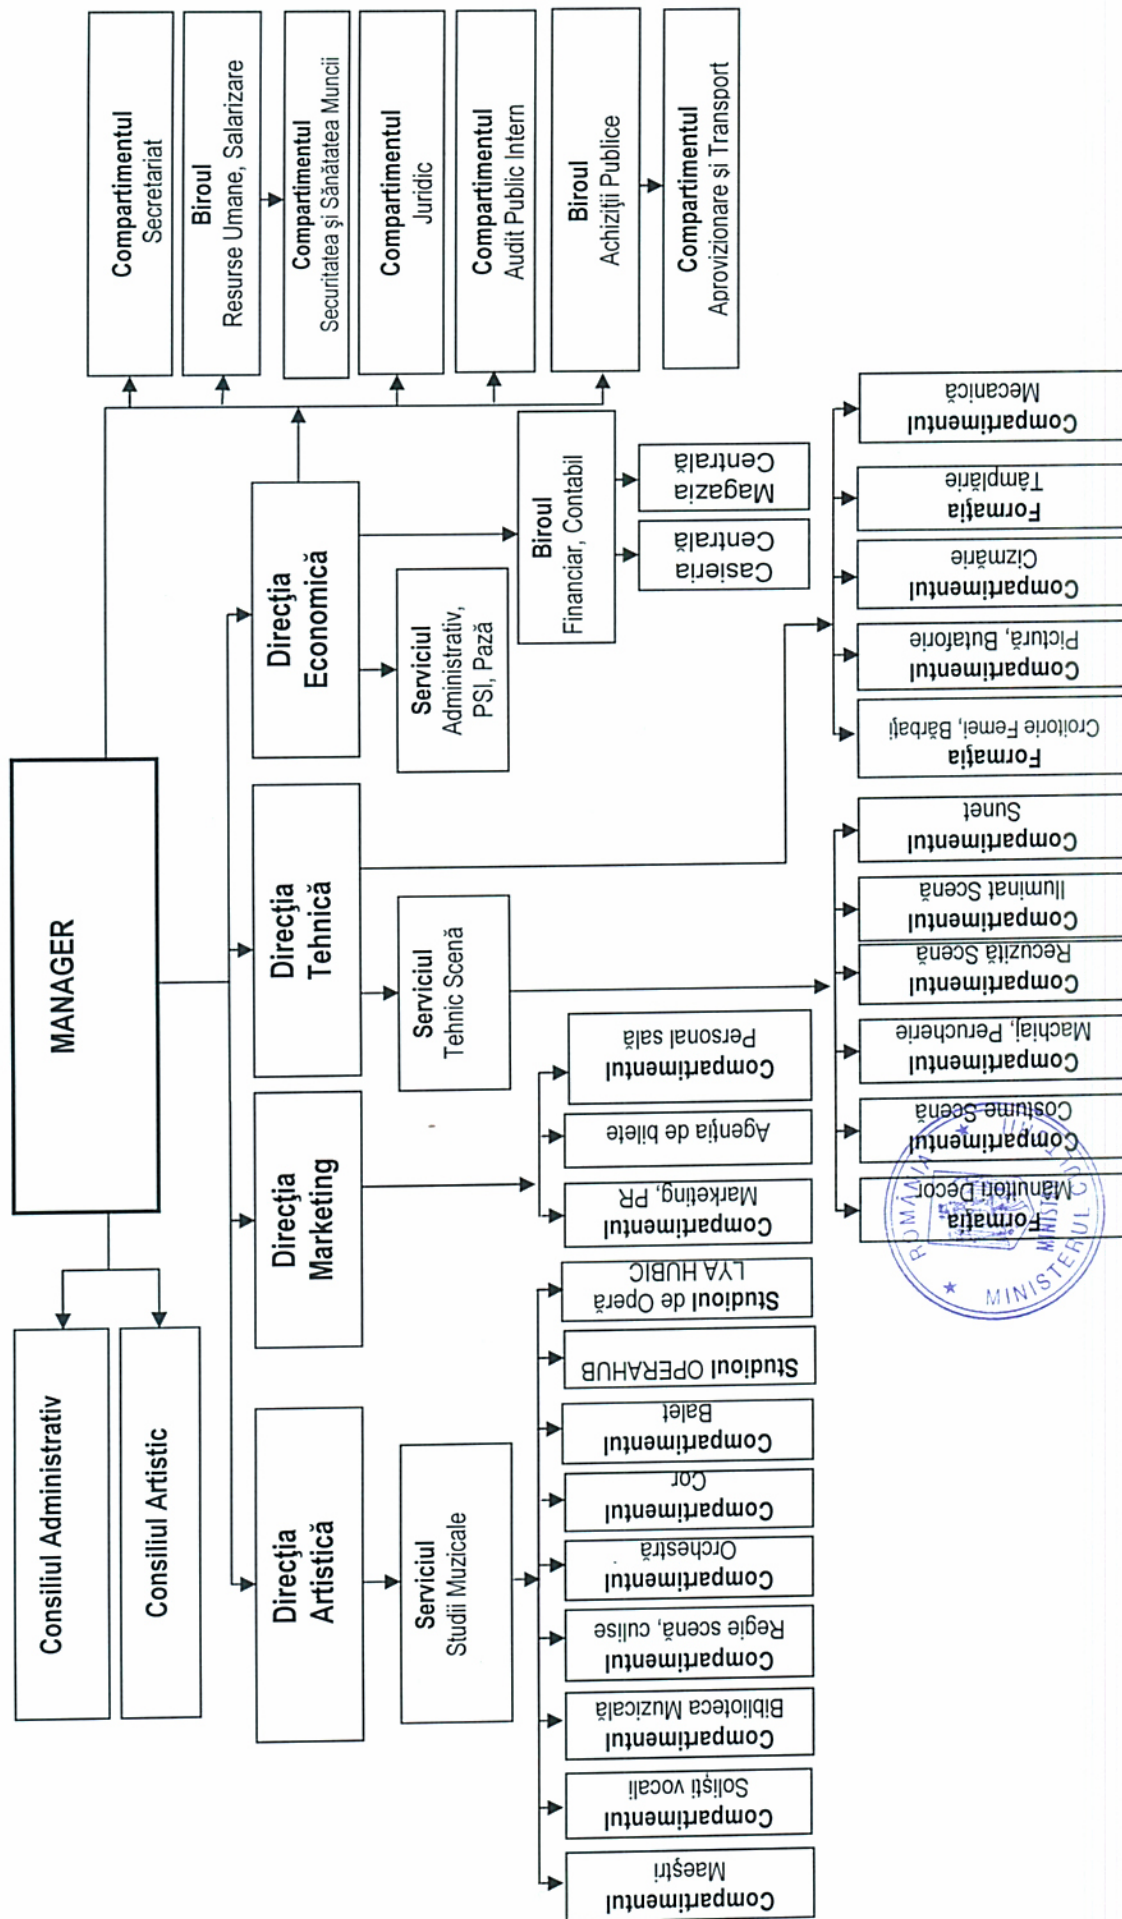 MANAGER
Consiliul Administrativ
Consiliul Artistic
Compartimentul
Secretariat
Biroul
Resurse Umane, Salarizare
Compartimentul
Securitatea și Sănătatea Muncii
Compartimentul
Juridic
Compartimentul
Audit Public Intern
Biroul
Achiziții Publice
Compartimentul
Aprovizionare și Transport
Direcția
Artistică
Direcția
Marketing
Direcția
Tehnică
Direcția
Economică
Serviciul
Studii Muzicale
Serviciul
Tehnic Scenă
Serviciul
Administrativ,
PSI, Pază
Biroul
Financiar, Contabil
Casieria
Centrală
Magazia
Centrală
Compartimentul
Maeștri
Compartimentul
Soliști vocali
Compartimentul
Biblioteca Muzicală
Compartimentul
Regie scenă, culise
Compartimentul
Orchestră
Compartimentul
Cor
Compartimentul
Balet
Studioul OPERAHUB
Studioul de Operă
LYA HUBIC
Compartimentul
Marketing, PR
Agenția de bilete
Compartimentul
Personal sală
Formația
Mânuitori Decor
Compartimentul
Costume Scenă
Compartimentul
Machiaj, Perucherie
Compartimentul
Recuzită Scenă
Compartimentul
Iluminat Scenă
Compartimentul
Sunet
Formația
Croitorie Femei, Bărbați
Compartimentul
Pictură, Butaforie
Compartimentul
Cizmărie
Formația
Tâmplărie
Compartimentul
Mecanică
ROMÂNIA
MINISTERUL CULTURII